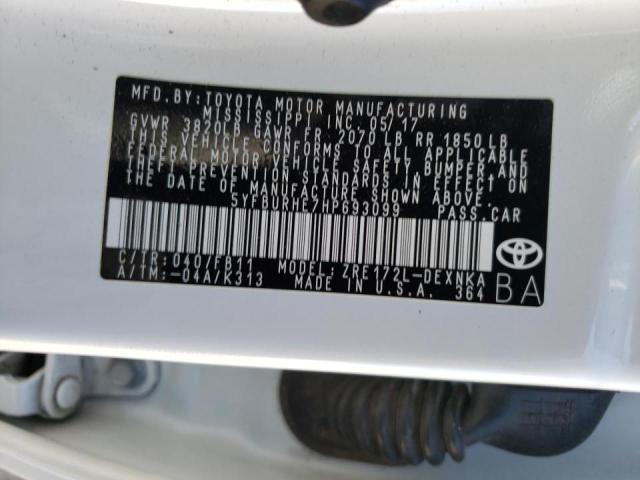 MFD. BY: TOYOTA MOTOR MANUFACTURING
MISSISSIPPI INC. 05/17
GVWR 3820LB GAWR FR 2070 LB RR 1850 LB
THIS VEHICLE CONFORMS TO ALL APPLICABLE
FEDERAL MOTOR VEHICLE SAFETY, BUMPER, AND
THEFT PREVENTION STANDARDS IN EFFECT ON
THE DATE OF MANUFACTURE SHOWN ABOVE.
5YFBURHE7HP693099 PASS. CAR
C/TR: 040/FB11 MODEL: ZRE172L-DEXNKA
A/TM: -04A/K313 MADE IN U.S.A. 364
BA